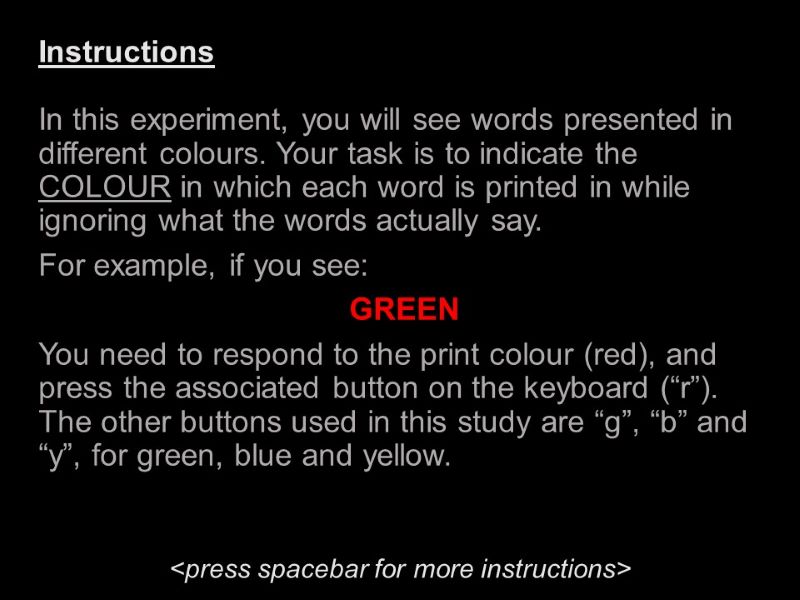 Instructions
In this experiment, you will see words presented in
different colours. Your task is to indicate the
COLOUR in which each word is printed in while
ignoring what the words actually say.
For example, if you see:
GREEN
You need to respond to the print colour (red), and
press the associated button on the keyboard (“r”).
The other buttons used in this study are “g”, “b” and
“y”, for green, blue and yellow.
<press spacebar for more instructions>